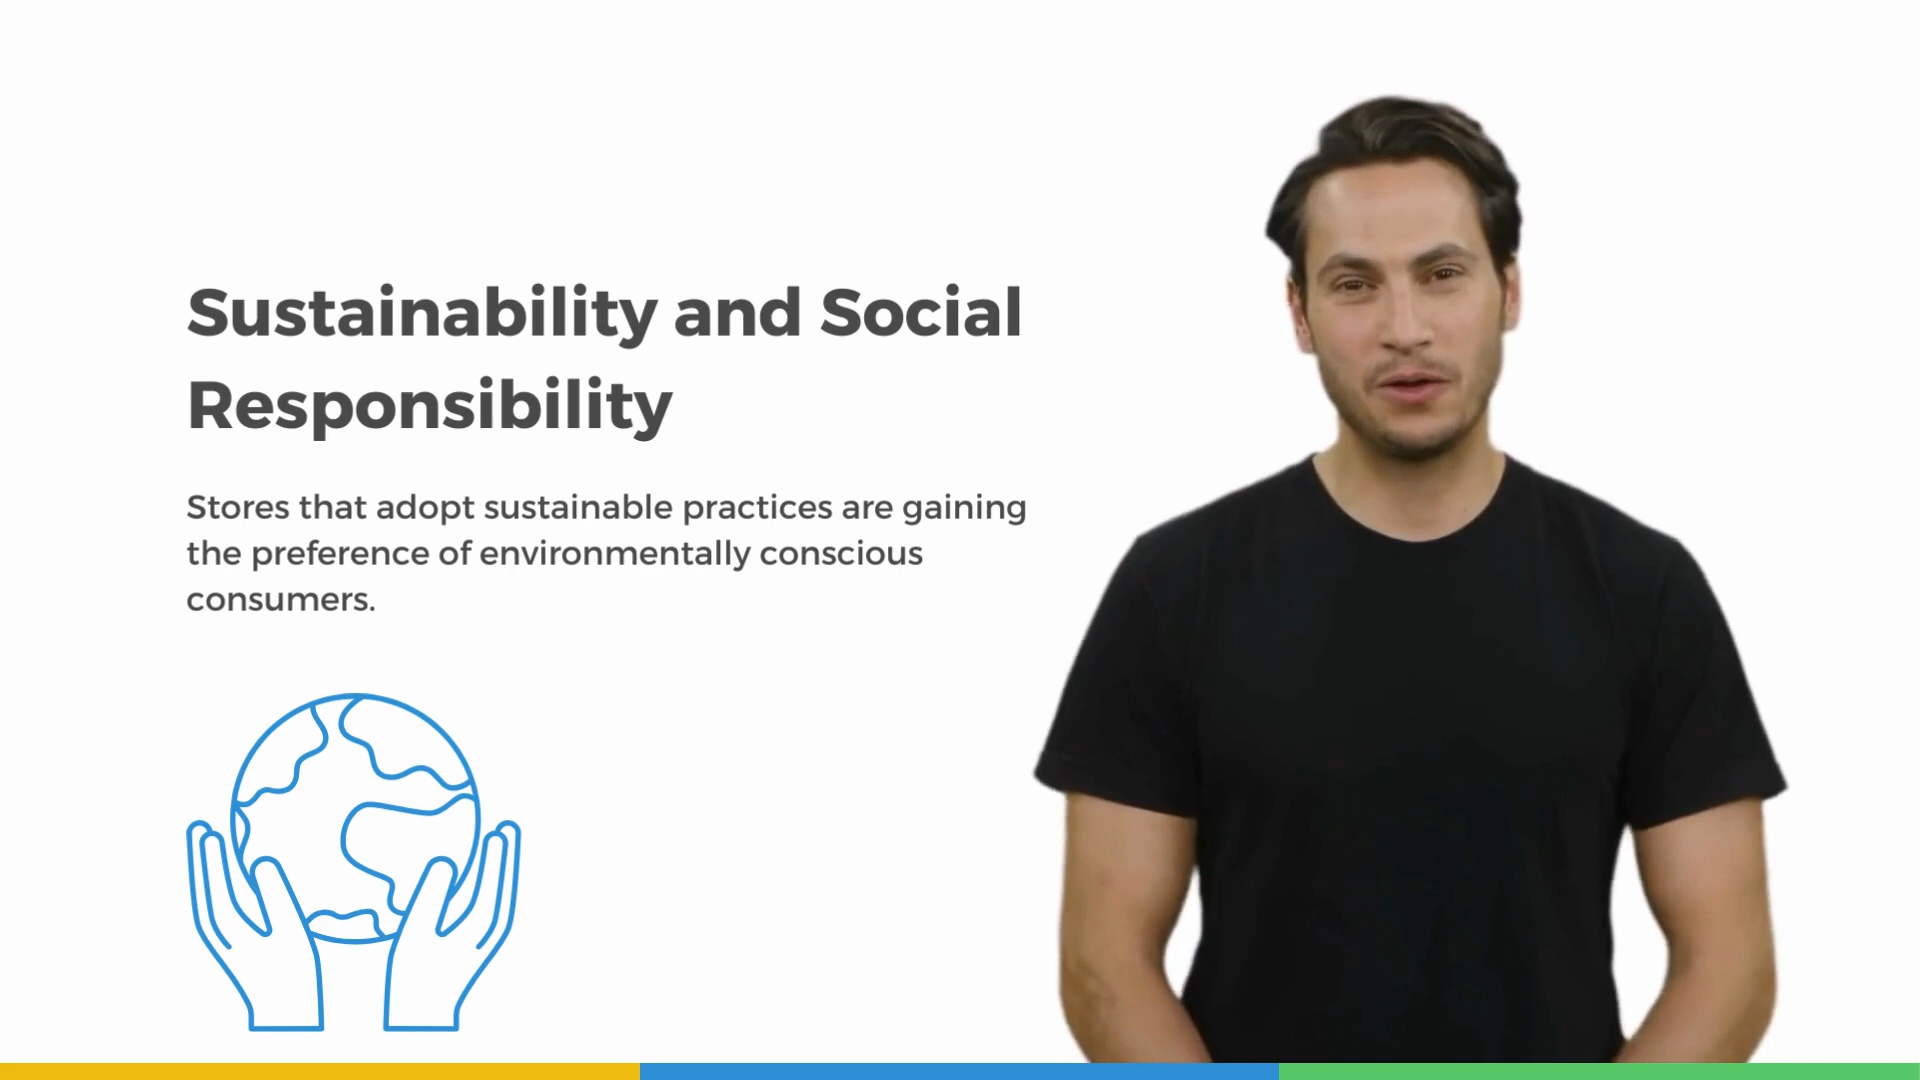 Sustainability and Social
Responsibility
Stores that adopt sustainable practices are gaining
the preference of environmentally conscious
consumers.